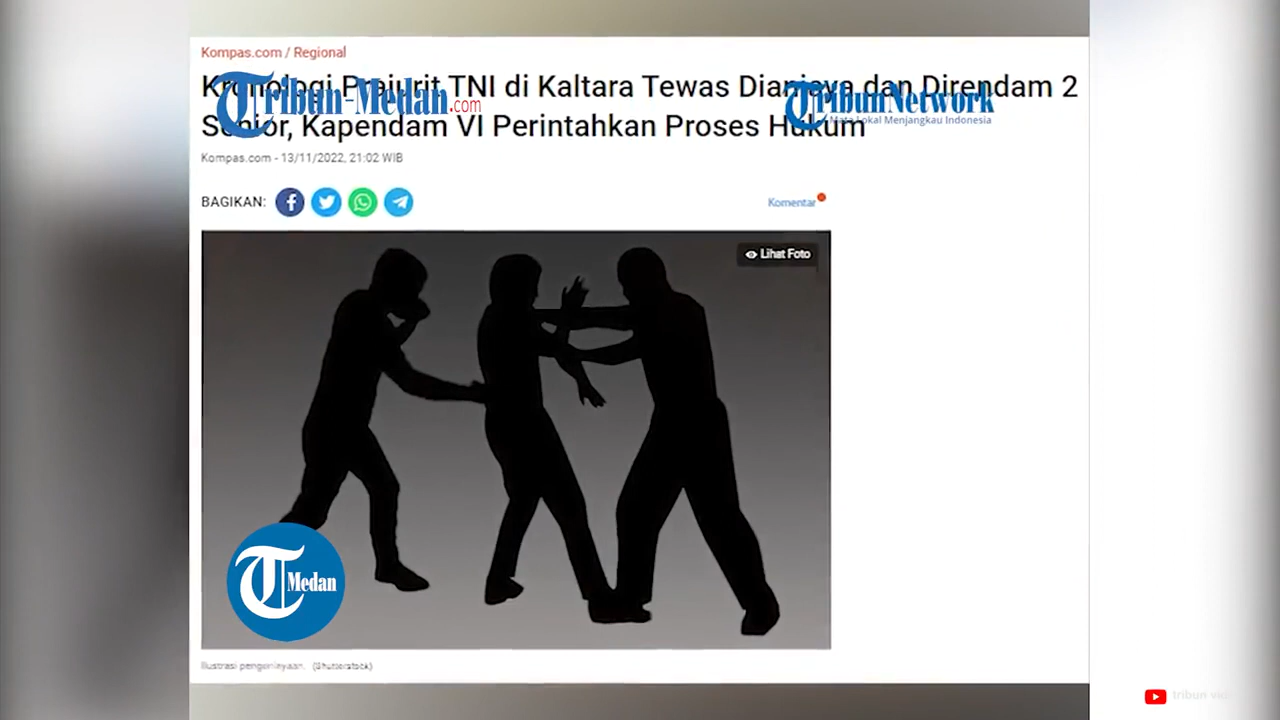 Kompas.com / Regional
Kronologi Prajurit TNI di Kaltara Tewas Dianiaya dan Direndam 2
Senior, Kapendam VI Perintahkan Proses Hukum
Tribun-Medan.com
TribunNetwork
Mata Lokal Menjangkau Indonesia
Kompas.com - 13/11/2022, 21:02 WIB
BAGIKAN:
Komentar
Lihat Foto
T Medan
Ilustrasi penganiayaan. (Shutterstock)
tribun